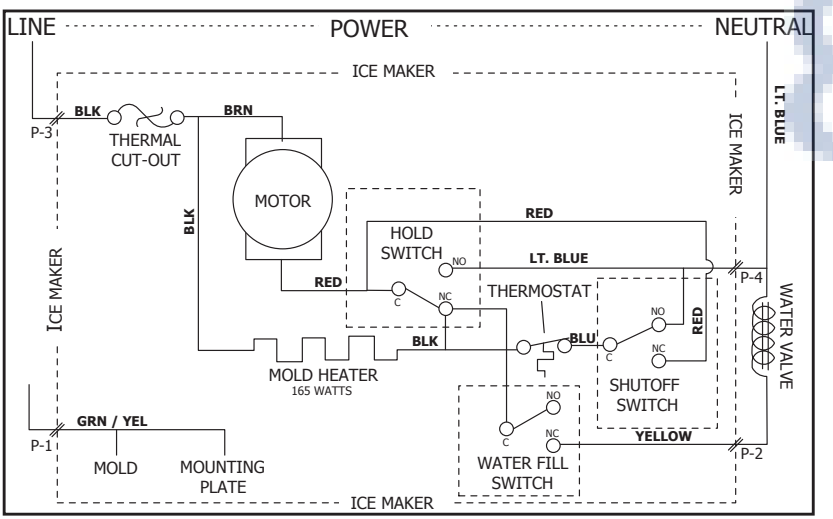 LINE POWER NEUTRAL
ICE MAKER
LT. BLUE
BLK
BRN
P-3
THERMAL
CUT-OUT
ICE MAKER
MOTOR
BLK
RED
HOLD
SWITCH
NO
LT. BLUE
RED
C
NC
THERMOSTAT
P-4
ICE MAKER
WATER VALVE
BLK
BLU
NO
RED
C
NC
MOLD HEATER
165 WATTS
SHUTOFF
SWITCH
GRN / YEL
P-1
MOLD
MOUNTING
PLATE
NO
C
NC
YELLOW
P-2
WATER FILL
SWITCH
ICE MAKER